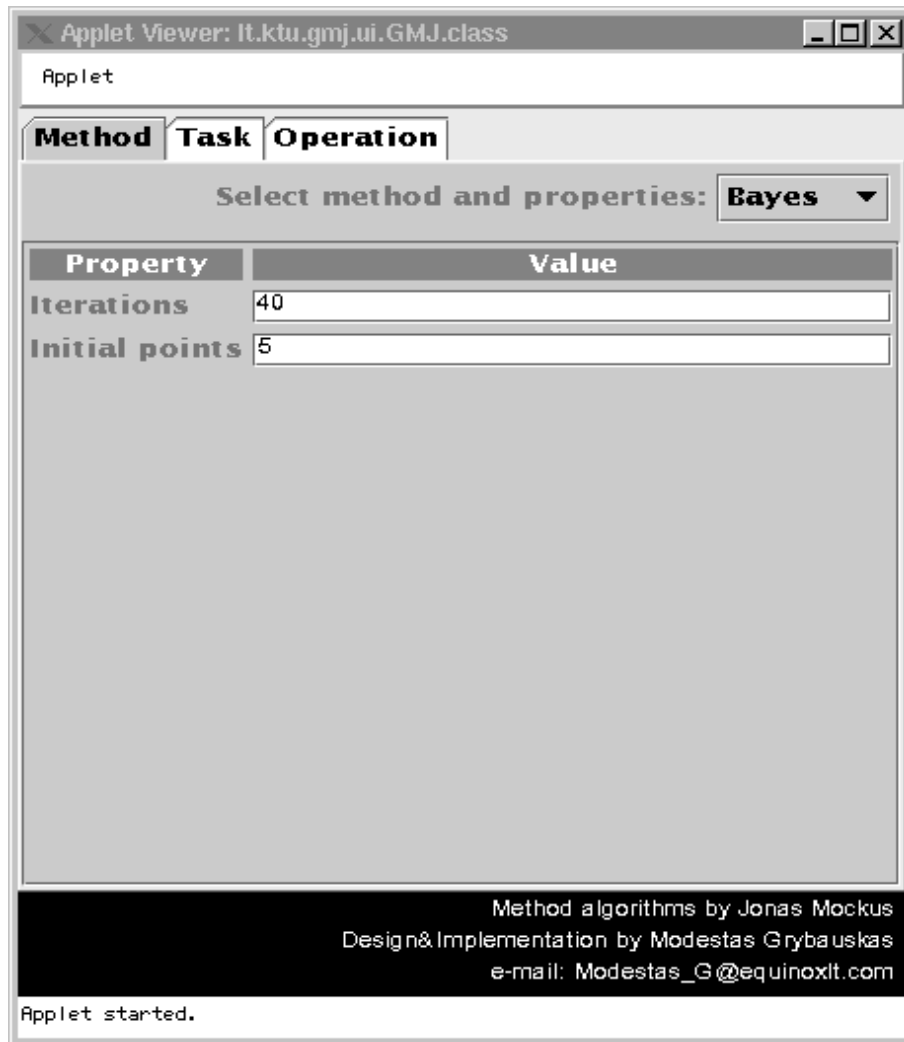 Applet Viewer: lt.ktu.gmj.ui.GMJ.class
Applet
Method Task Operation
Select method and properties: Bayes
Property Value
Iterations 40
Initial points 5
Method algorithms by Jonas Mockus
Design&Implementation by Modestas Grybauskas
e-mail: Modestas_G@equinoxlt.com
Applet started.